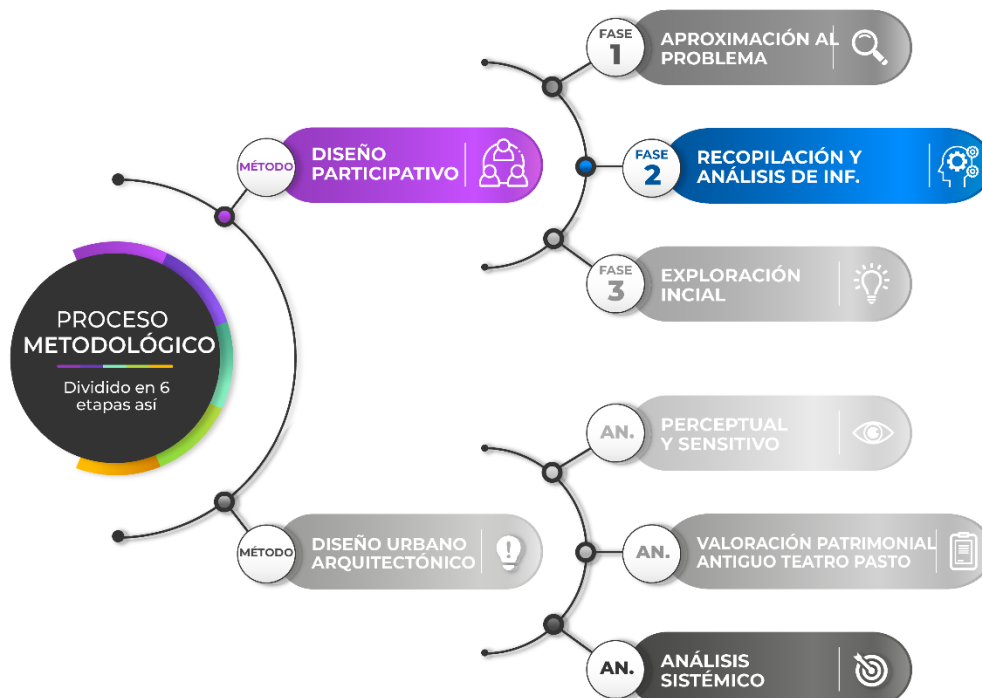 PROCESO
METODOLÓGICO
Dividido en 6
etapas así
MÉTODO
DISEÑO
PARTICIPATIVO
FASE
1
APROXIMACIÓN AL
PROBLEMA
FASE
2
RECOPILACIÓN Y
ANÁLISIS DE INF.
FASE
3
EXPLORACIÓN
INCIAL
MÉTODO
DISEÑO URBANO
ARQUITECTÓNICO
AN.
PERCEPTUAL
Y SENSITIVO
AN.
VALORACIÓN PATRIMONIAL
ANTIGUO TEATRO PASTO
AN.
ANÁLISIS
SISTÉMICO